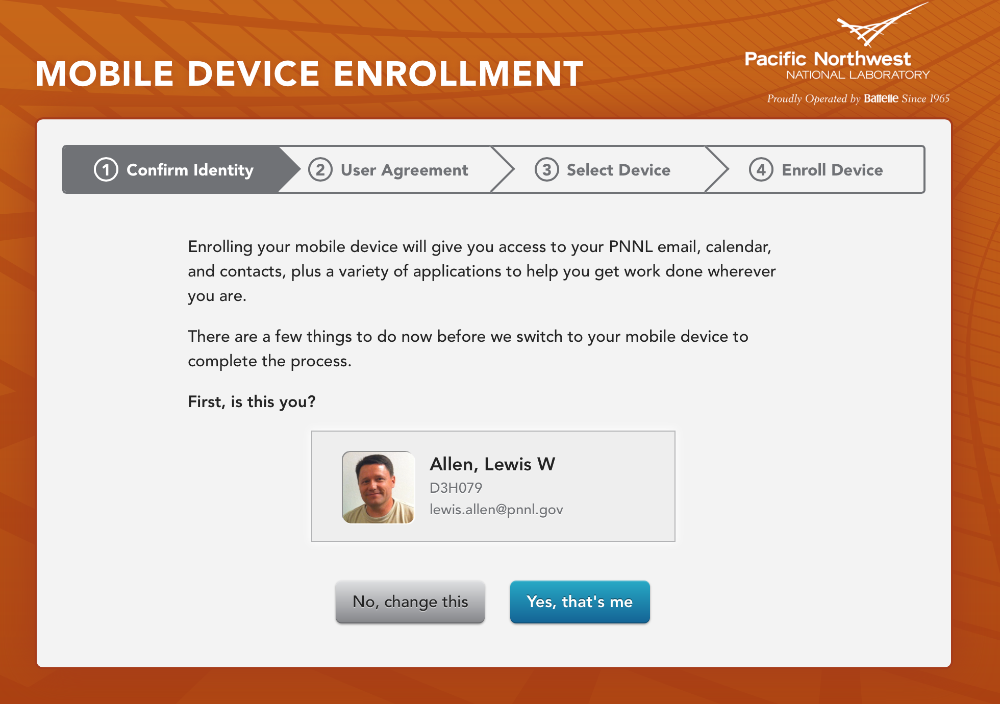 MOBILE DEVICE ENROLLMENT
Pacific Northwest
NATIONAL LABORATORY
Proudly Operated by Battelle Since 1965
1 Confirm Identity
2 User Agreement
3 Select Device
4 Enroll Device
Enrolling your mobile device will give you access to your PNNL email, calendar,
and contacts, plus a variety of applications to help you get work done wherever
you are.
There are a few things to do now before we switch to your mobile device to
complete the process.
First, is this you?
Allen, Lewis W
D3H079
lewis.allen@pnnl.gov
No, change this
Yes, that's me